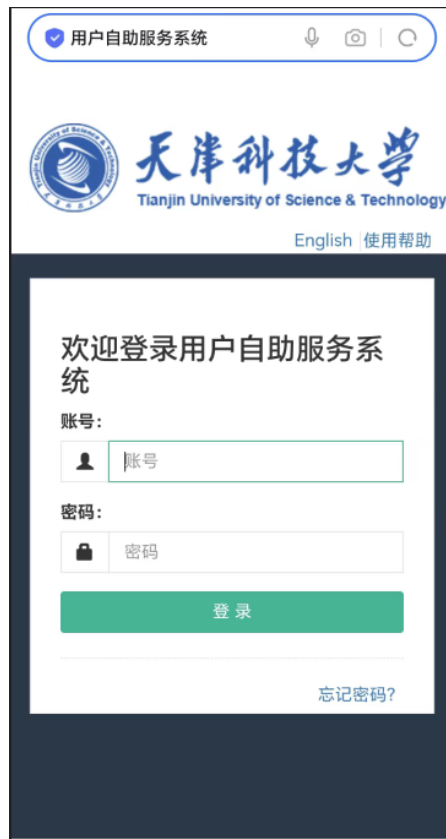 用户自助服务系统
天津科技大学
Tianjin University of Science & Technology
English 使用帮助
欢迎登录用户自助服务系
统
账号：
账号
密码：
密码
登 录
忘记密码？